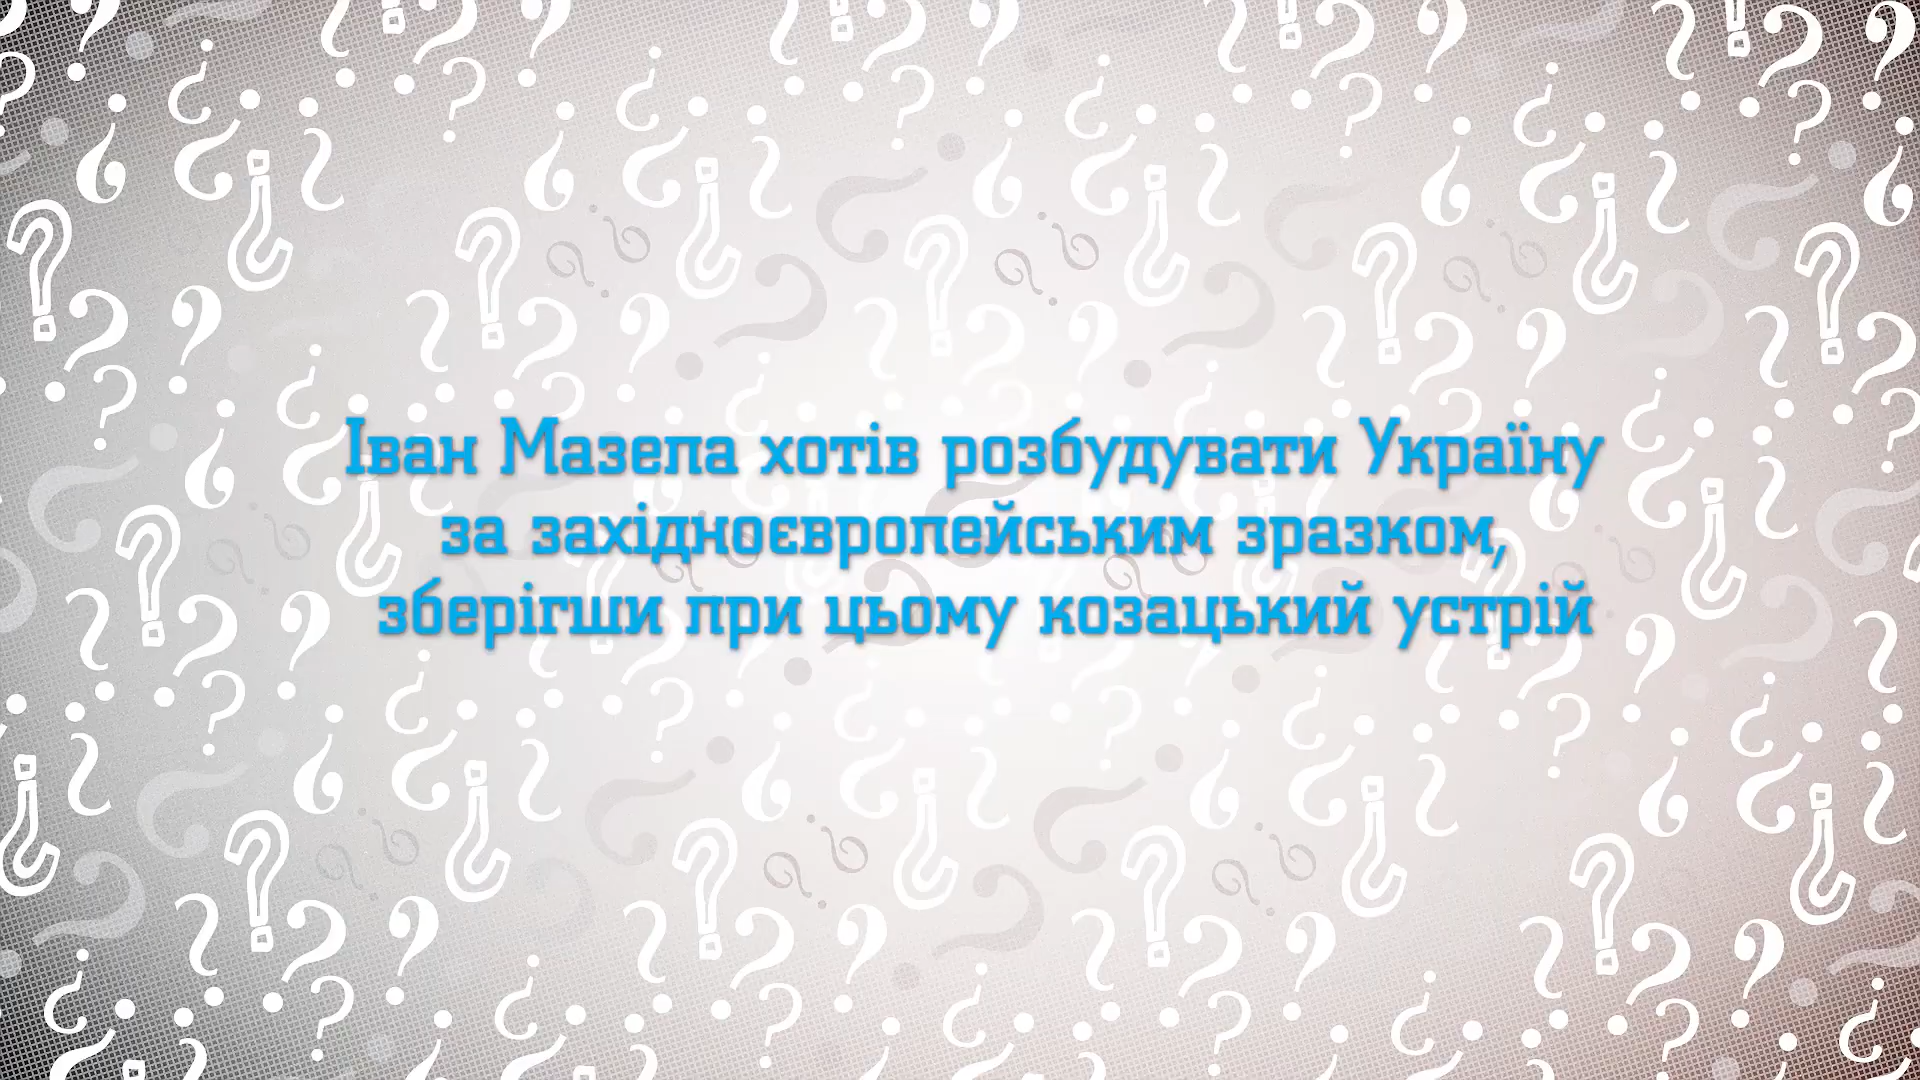 Іван Мазепа хотів розбудувати Україну
за західноєвропейським зразком,
зберігши при цьому козацький устрій